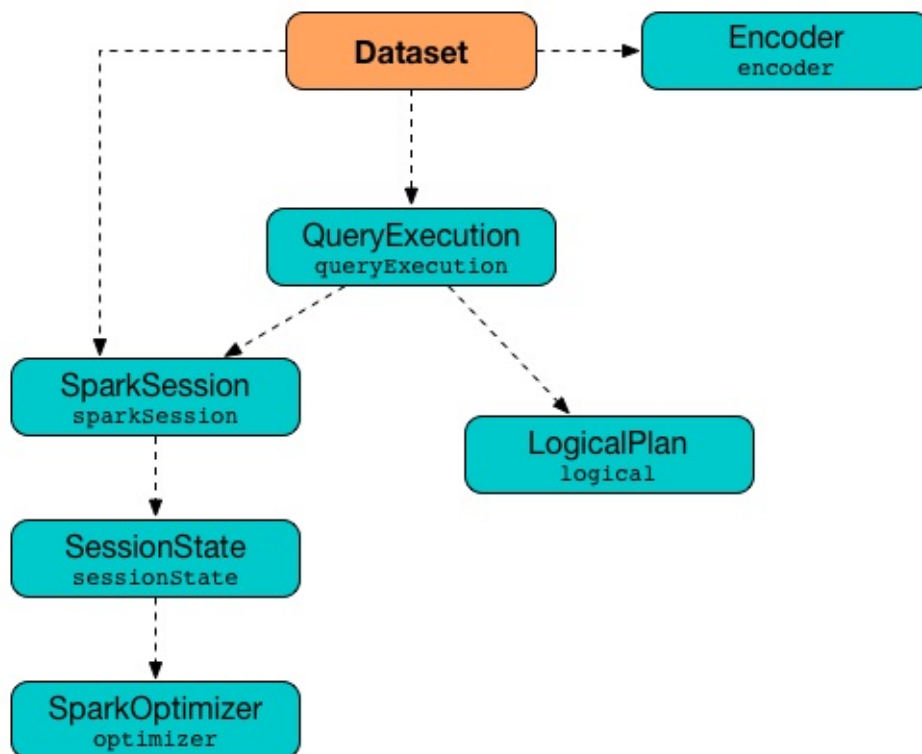 Dataset
Encoder
encoder
QueryExecution
queryExecution
SparkSession
sparkSession
LogicalPlan
logical
SessionState
sessionState
SparkOptimizer
optimizer